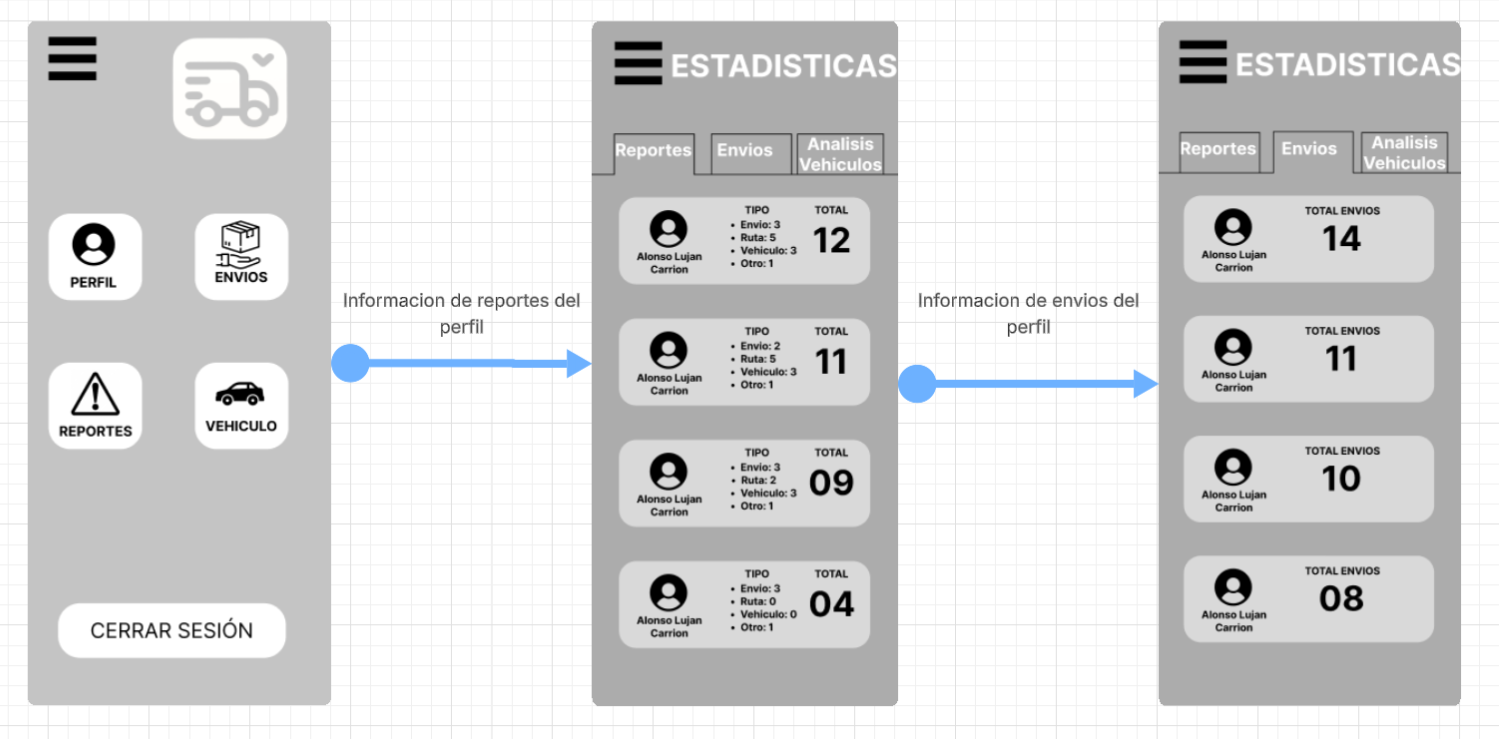 PERFIL
ENVIOS
REPORTES
VEHICULO
CERRAR SESIÓN
Informacion de reportes del
perfil
ESTADISTICAS
Reportes
Envios
Analisis
Vehiculos
Alonso Lujan
Carrion
TIPO
• Envio: 3
• Ruta: 5
• Vehiculo: 3
• Otro: 1
TOTAL
12
Alonso Lujan
Carrion
TIPO
• Envio: 2
• Ruta: 5
• Vehiculo: 3
• Otro: 1
TOTAL
11
Alonso Lujan
Carrion
TIPO
• Envio: 3
• Ruta: 2
• Vehiculo: 3
• Otro: 1
TOTAL
09
Alonso Lujan
Carrion
TIPO
• Envio: 3
• Ruta: 0
• Vehiculo: 0
• Otro: 1
TOTAL
04
Informacion de envios del
perfil
ESTADISTICAS
Reportes
Envios
Analisis
Vehiculos
Alonso Lujan
Carrion
TOTAL ENVIOS
14
Alonso Lujan
Carrion
TOTAL ENVIOS
11
Alonso Lujan
Carrion
TOTAL ENVIOS
10
Alonso Lujan
Carrion
TOTAL ENVIOS
08